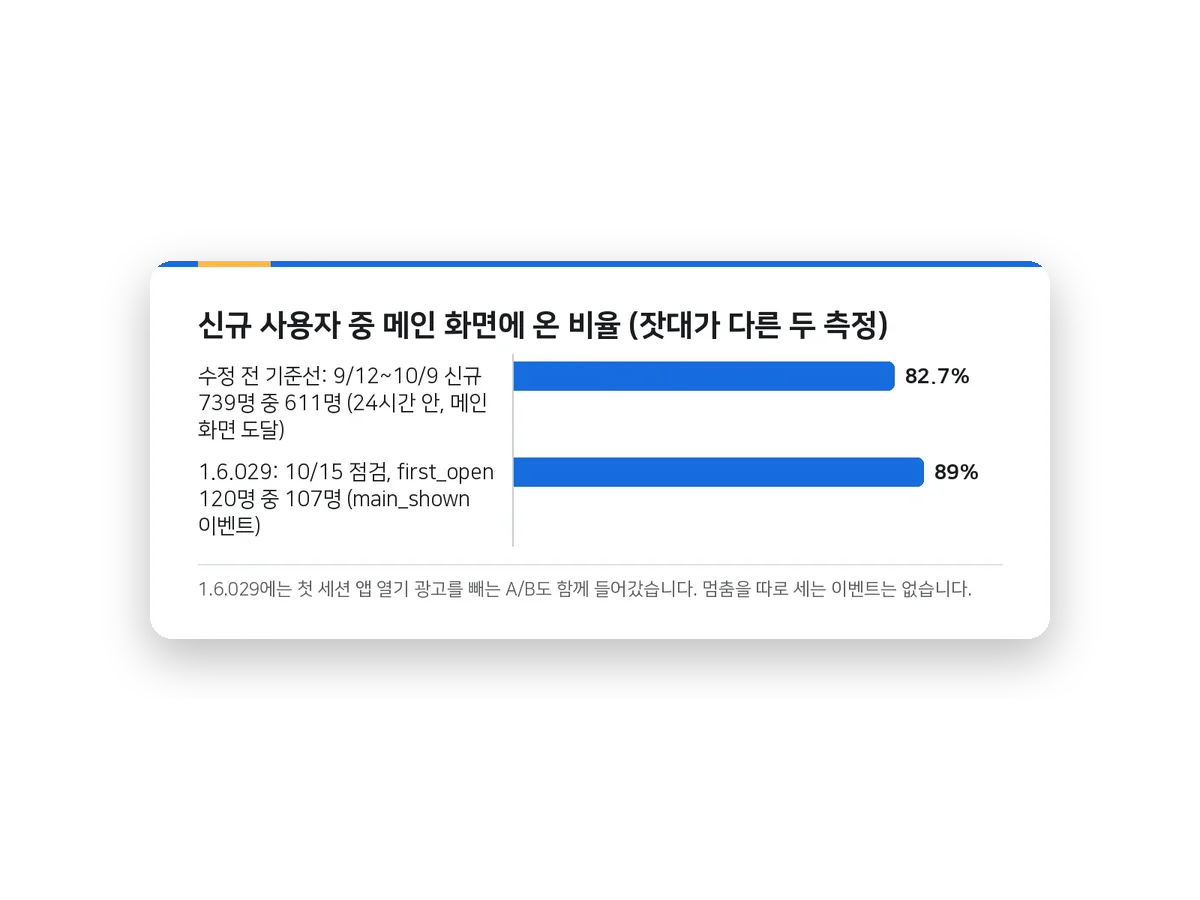 신규 사용자 중 메인 화면에 온 비율 (잣대가 다른 두 측정)
수정 전 기준선: 9/12~10/9 신규
739명 중 611명 (24시간 안, 메인
화면 도달)
82.7%
1.6.029: 10/15 점검, first_open
120명 중 107명 (main_shown
이벤트)
89%
1.6.029에는 첫 세션 앱 열기 광고를 빼는 A/B도 함께 들어갔습니다. 멈춤을 따로 세는 이벤트는 없습니다.